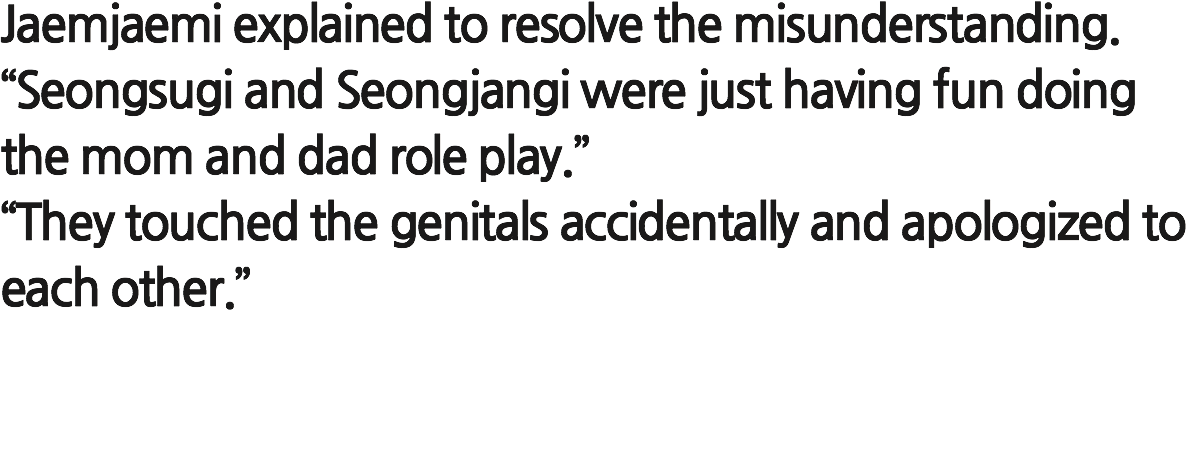 Jaemjaemi explained to resolve the misunderstanding.
“Seongsugi and Seongjangi were just having fun doing
the mom and dad role play.”
“They touched the genitals accidentally and apologized to
each other.”